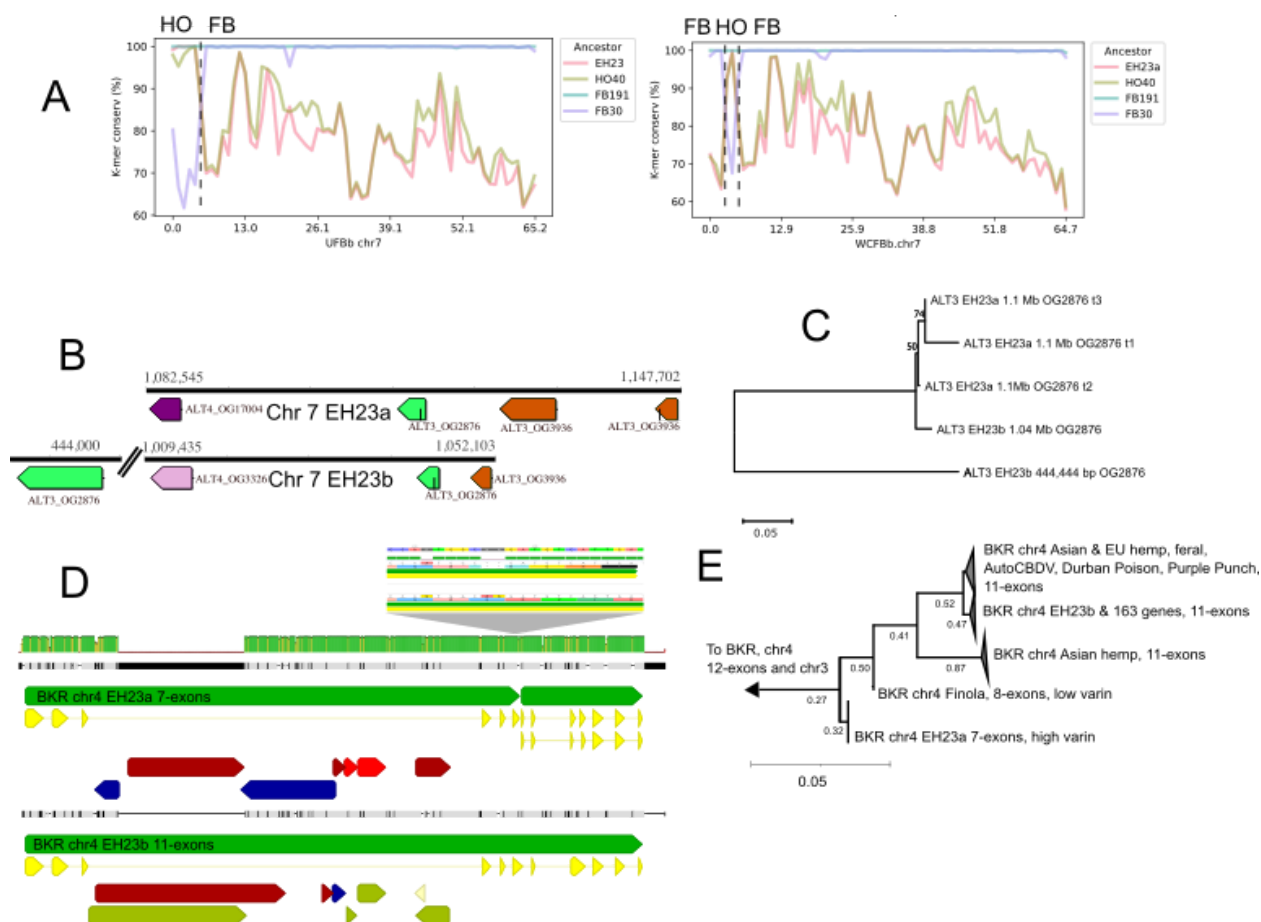 HO FB
FB HO FB
A
100
90
80
70
60
K-mer conserv (%)
0.0 13.0 26.1 39.1 52.1 65.2
UFBb chr7
Ancestor
EH23
HO40
FB191
FB30
100
90
80
70
60
K-mer conserv (%)
0.0 12.9 25.9 38.8 51.8 64.7
WCFBb.chr7
Ancestor
EH23a
HO40
FB191
FB30
B
1,082,545 1,147,702
ALT4_OG17004 Chr 7 EH23a
ALT3_OG2876 ALT3_OG3936 ALT3_OG3936
444,000 1,009,435 1,052,103
ALT3_OG2876
ALT4_OG3326 Chr 7 EH23b ALT3_OG3936
ALT3_OG2876
C
ALT3 EH23a 1.1 Mb OG2876 t3
74
ALT3 EH23a 1.1 Mb OG2876 t1
50
ALT3 EH23a 1.1Mb OG2876 t2
ALT3 EH23b 1.04 Mb OG2876
ALT3 EH23b 444,444 bp OG2876
0.05
D
BKR chr4 EH23a 7-exons
BKR chr4 EH23b 11-exons
E
BKR chr4 Asian & EU hemp, feral,
AutoCBDV, Durban Poison, Purple Punch,
11-exons
0.52
BKR chr4 EH23b & 163 genes, 11-exons
0.47
0.41
BKR chr4 Asian hemp, 11-exons
0.87
To BKR, chr4
12-exons and chr3
0.50
BKR chr4 Finola, 8-exons, low varin
0.27
0.32
BKR chr4 EH23a 7-exons, high varin
0.05